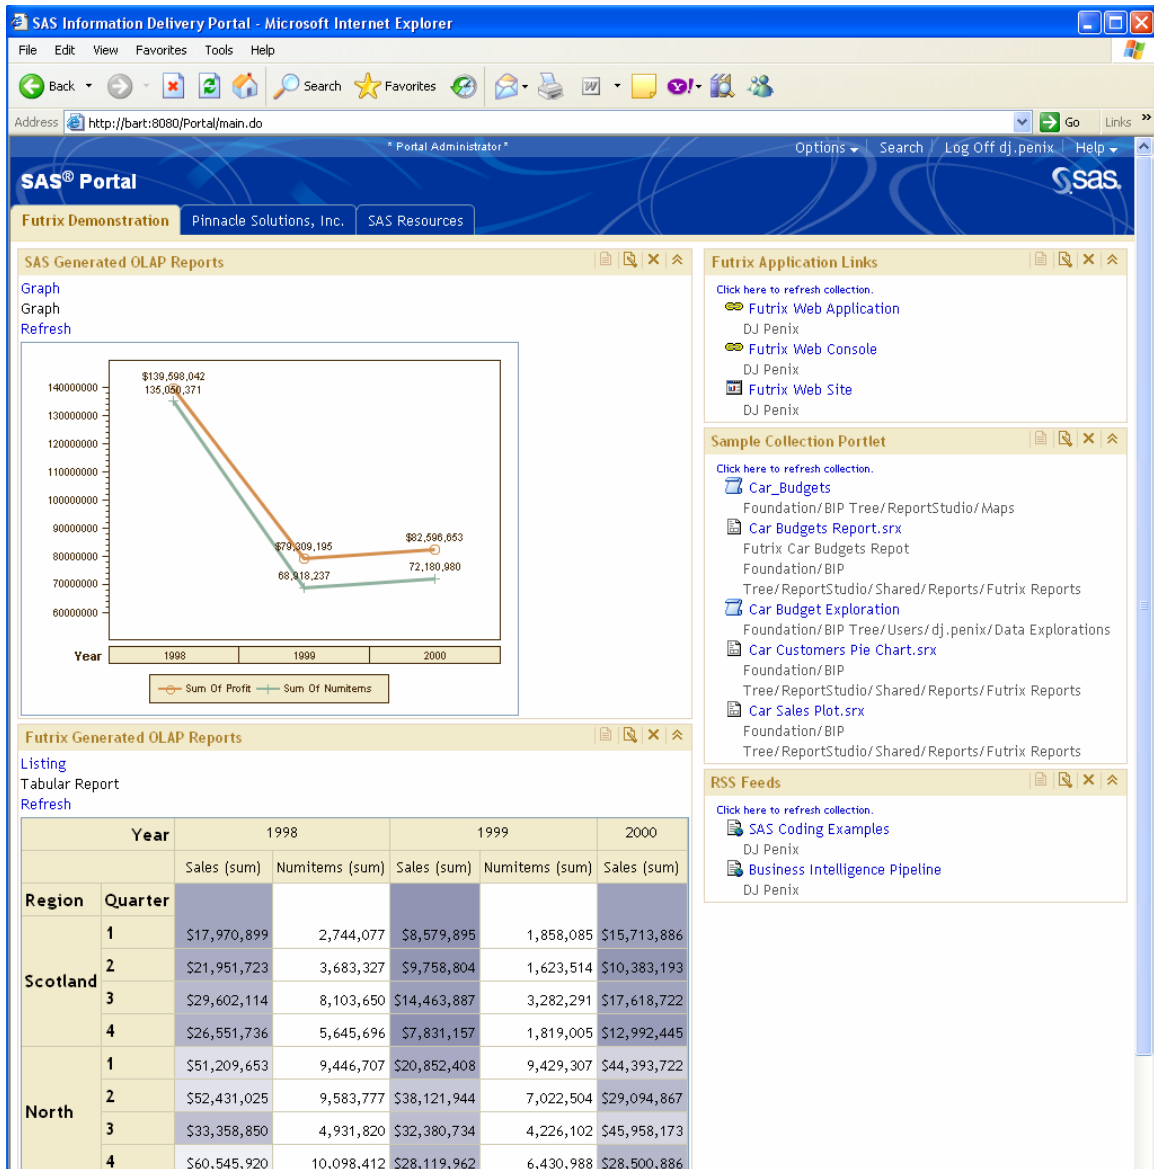 SAS Information Delivery Portal - Microsoft Internet Explorer
File Edit View Favorites Tools Help
Back Search Favorites
Address http://bart:8080/Portal/main.do Go Links »
* Portal Administrator * Options Search Log Off dj.penix Help
SAS® Portal
Ssas.
Futrix Demonstration Pinnacle Solutions, Inc. SAS Resources
SAS Generated OLAP Reports
Graph
Graph
Refresh
$139,598,042
135,050,371
140000000
130000000
120000000
110000000
100000000
90000000
80000000
70000000
60000000
$79,309,195
68,918,237
$82,596,653
72,180,980
Year 1998 1999 2000
Sum Of Profit Sum Of Numitems
Futrix Generated OLAP Reports
Listing
Tabular Report
Refresh
Year 1998 1999 2000
Sales (sum) Numitems (sum) Sales (sum) Numitems (sum) Sales (sum)
Region Quarter
Scotland
1 $17,970,899 2,744,077 $8,579,895 1,858,085 $15,713,886
2 $21,951,723 3,683,327 $9,758,804 1,623,514 $10,383,193
3 $29,602,114 8,103,650 $14,463,887 3,282,291 $17,618,722
4 $26,551,736 5,645,696 $7,831,157 1,819,005 $12,992,445
North
1 $51,209,653 9,446,707 $20,852,408 9,429,307 $44,393,722
2 $52,431,025 9,583,777 $38,121,944 7,022,504 $29,094,867
3 $33,358,850 4,931,820 $32,380,734 4,226,102 $45,958,173
4 $60,545,920 10,098,412 $28,119,962 6,430,988 $28,500,886
Futrix Application Links
Click here to refresh collection.
Futrix Web Application
DJ Penix
Futrix Web Console
DJ Penix
Futrix Web Site
DJ Penix
Sample Collection Portlet
Click here to refresh collection.
Car_Budgets
Foundation/BIP Tree/ReportStudio/Maps
Car Budgets Report.srx
Futrix Car Budgets Repot
Foundation/BIP
Tree/ReportStudio/Shared/Reports/Futrix Reports
Car Budget Exploration
Foundation/BIP Tree/Users/dj.penix/Data Explorations
Car Customers Pie Chart.srx
Foundation/BIP
Tree/ReportStudio/Shared/Reports/Futrix Reports
Car Sales Plot.srx
Foundation/BIP
Tree/ReportStudio/Shared/Reports/Futrix Reports
RSS Feeds
Click here to refresh collection.
SAS Coding Examples
DJ Penix
Business Intelligence Pipeline
DJ Penix